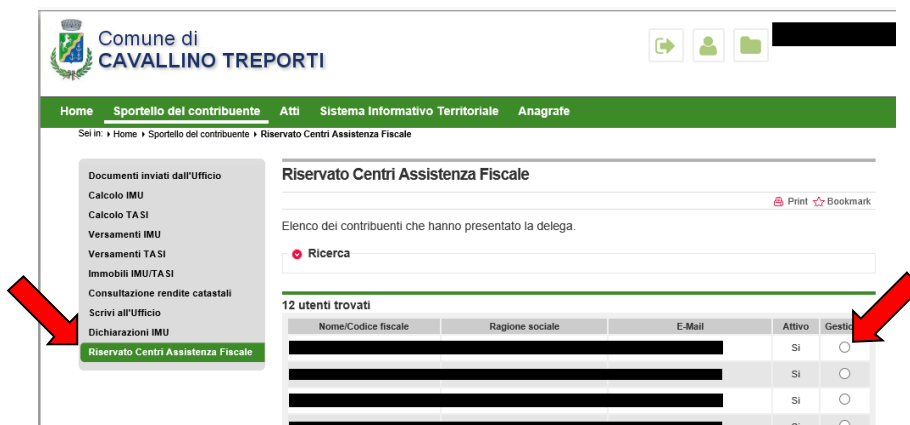 Comune di
CAVALLINO TREPORTI
Home Sportello del contribuente Atti Sistema Informativo Territoriale Anagrafe
Sei in: Home Sportello del contribuente Riservato Centri Assistenza Fiscale
Documenti inviati dall'Ufficio
Calcolo IMU
Calcolo TASI
Versamenti IMU
Versamenti TASI
Immobili IMU/TASI
Consultazione rendite catastali
Scrivi all'Ufficio
Dichiarazioni IMU
Riservato Centri Assistenza Fiscale
Riservato Centri Assistenza Fiscale
Print Bookmark
Elenco dei contribuenti che hanno presentato la delega.
Ricerca
12 utenti trovati
Nome/Codice fiscale Ragione sociale E-Mail Attivo
Si
Si
Si
Si